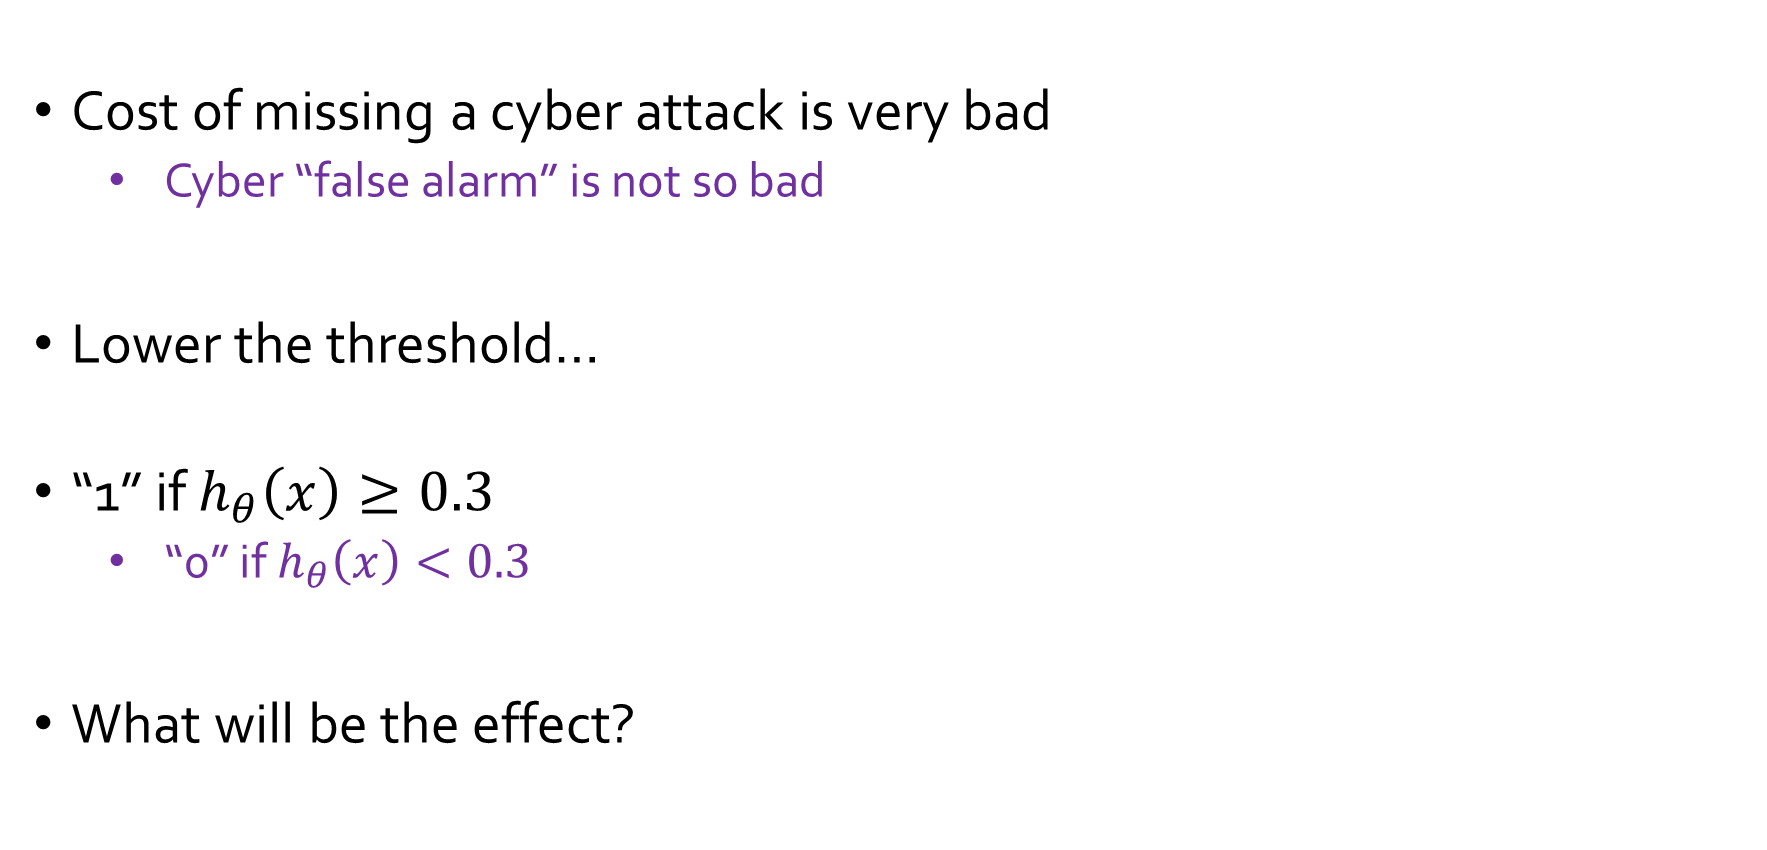 • Cost of missing a cyber attack is very bad
• Cyber “false alarm” is not so bad
• Lower the threshold…
• “1” if ℎ𝜃(𝑥) ≥ 0.3
• “0” if ℎ𝜃(𝑥) < 0.3
• What will be the effect?